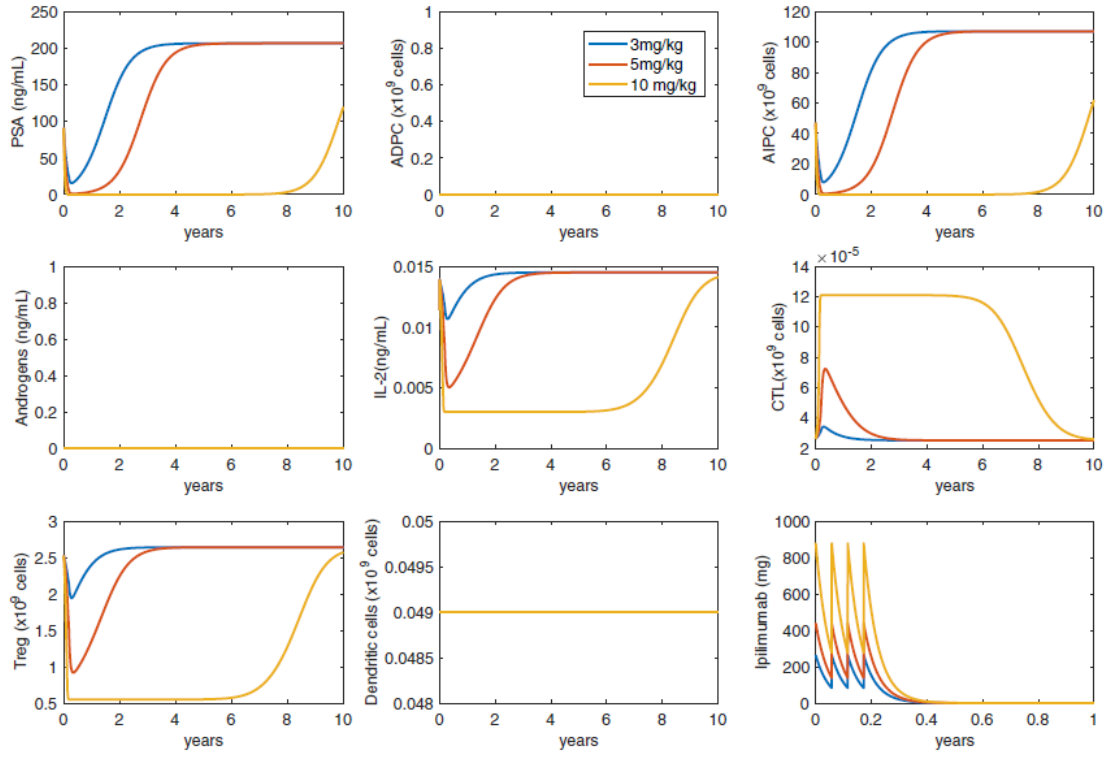 250
200
150
100
50
0
PSA (ng/mL)
0 2 4 6 8 10
years
1
0.8
0.6
0.4
0.2
0
ADPC (x10⁹ cells)
3mg/kg
5mg/kg
10 mg/kg
0 2 4 6 8 10
years
120
100
80
60
40
20
0
AIPC (x10⁹ cells)
0 2 4 6 8 10
years
1
0.8
0.6
0.4
0.2
0
Androgens (ng/mL)
0 2 4 6 8 10
years
0.015
0.01
0.005
0
IL-2(ng/mL)
0 2 4 6 8 10
years
× 10⁻⁵
14
12
10
8
6
4
2
CTL(x10⁹ cells)
0 2 4 6 8 10
years
3
2.5
2
1.5
1
0.5
Treg (x10⁹ cells)
0 2 4 6 8 10
years
0.05
0.0495
0.049
0.0485
0.048
Dendritic cells (x10⁹ cells)
0 2 4 6 8 10
years
1000
800
600
400
200
0
Ipilimumab (mg)
0 0.2 0.4 0.6 0.8 1
years